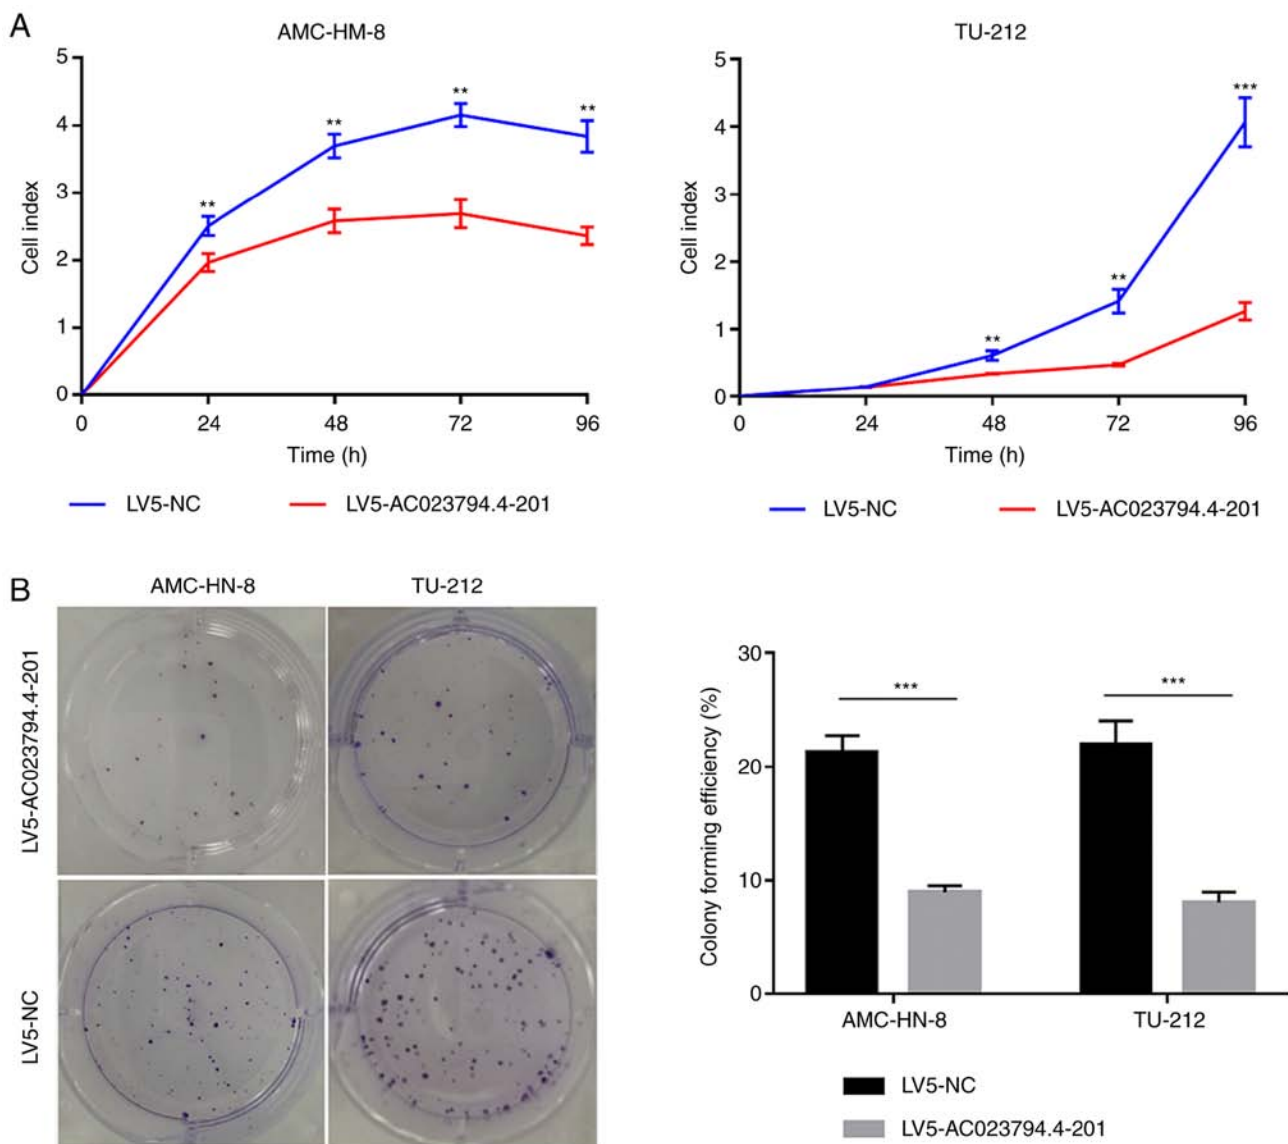 A
AMC-HM-8
5
4
3
2
1
0
Cell index
**
**
**
**
0 24 48 72 96
Time (h)
LV5-NC LV5-AC023794.4-201
TU-212
5
4
3
2
1
0
Cell index
**
**
***
0 24 48 72 96
Time (h)
LV5-NC LV5-AC023794.4-201
B
AMC-HN-8 TU-212
LV5-AC023794.4-201
LV5-NC
30
20
10
0
Colony forming efficiency (%)
***
***
AMC-HN-8 TU-212
LV5-NC
LV5-AC023794.4-201